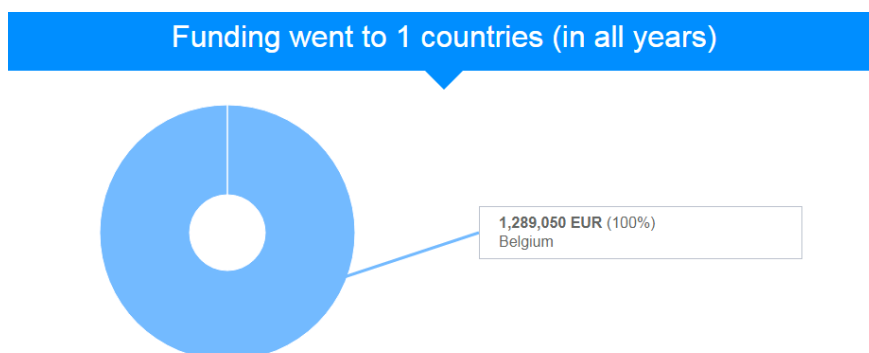 Funding went to 1 countries (in all years)
1,289,050 EUR (100%)
Belgium